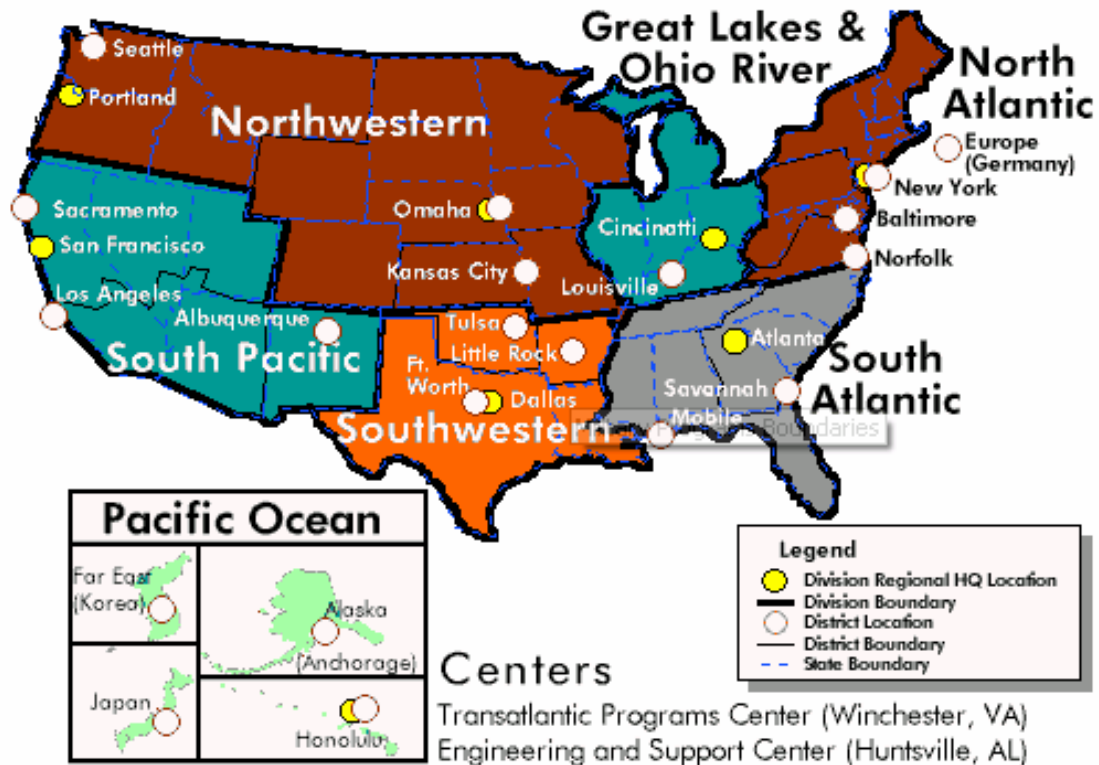 Great Lakes &
Ohio River
North
Atlantic
Seattle
Portland
Northwestern
Europe
(Germany)
New York
Sacramento
Omaha
Cincinatti
Baltimore
San Francisco
Kansas City
Louisville
Norfolk
Los Angeles
Albuquerque
Tulsa
South Pacific
Little Rock
Atlanta
Ft.
Worth
Dallas
Savannah
South
Atlantic
Mobile
Southwestern
Boundaries
Pacific Ocean
Far East
(Korea)
Alaska
(Anchorage)
Japan
Honolulu
Legend
Division Regional HQ Location
Division Boundary
District Location
District Boundary
State Boundary
Centers
Transatlantic Programs Center (Winchester, VA)
Engineering and Support Center (Huntsville, AL)